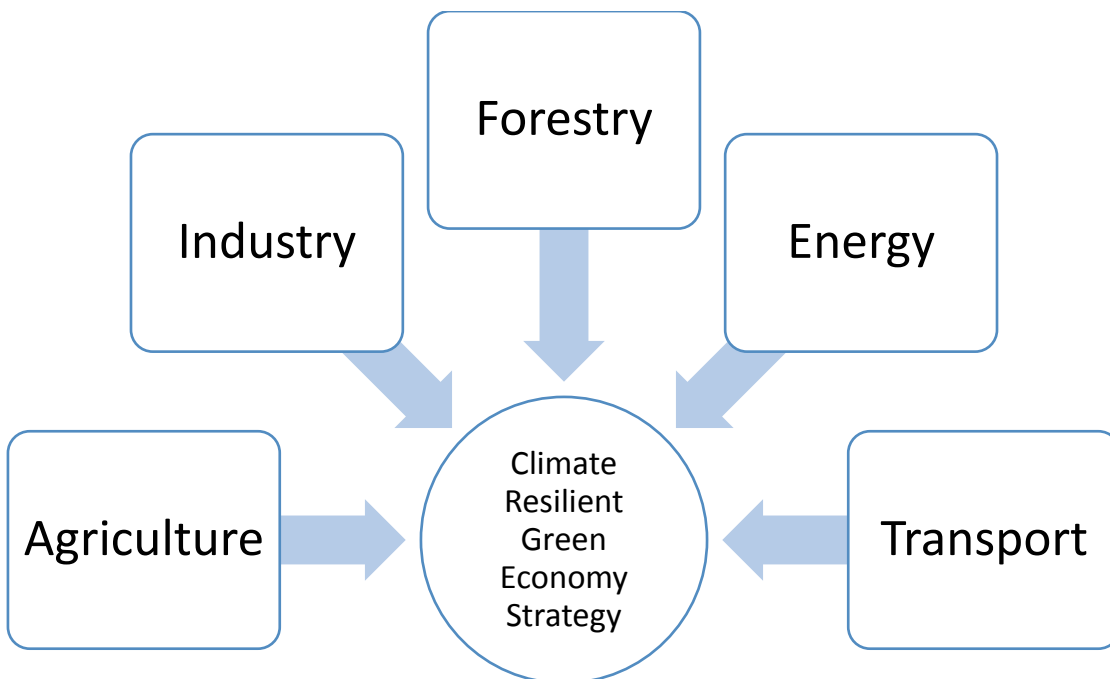 Forestry
Industry
Energy
Agriculture
Climate
Resilient
Green
Economy
Strategy
Transport